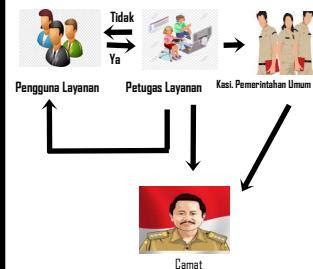 Tidak
Ya
Pengguna Layanan
Petugas Layanan
Kasi. Pemerintahan Umum
Camat